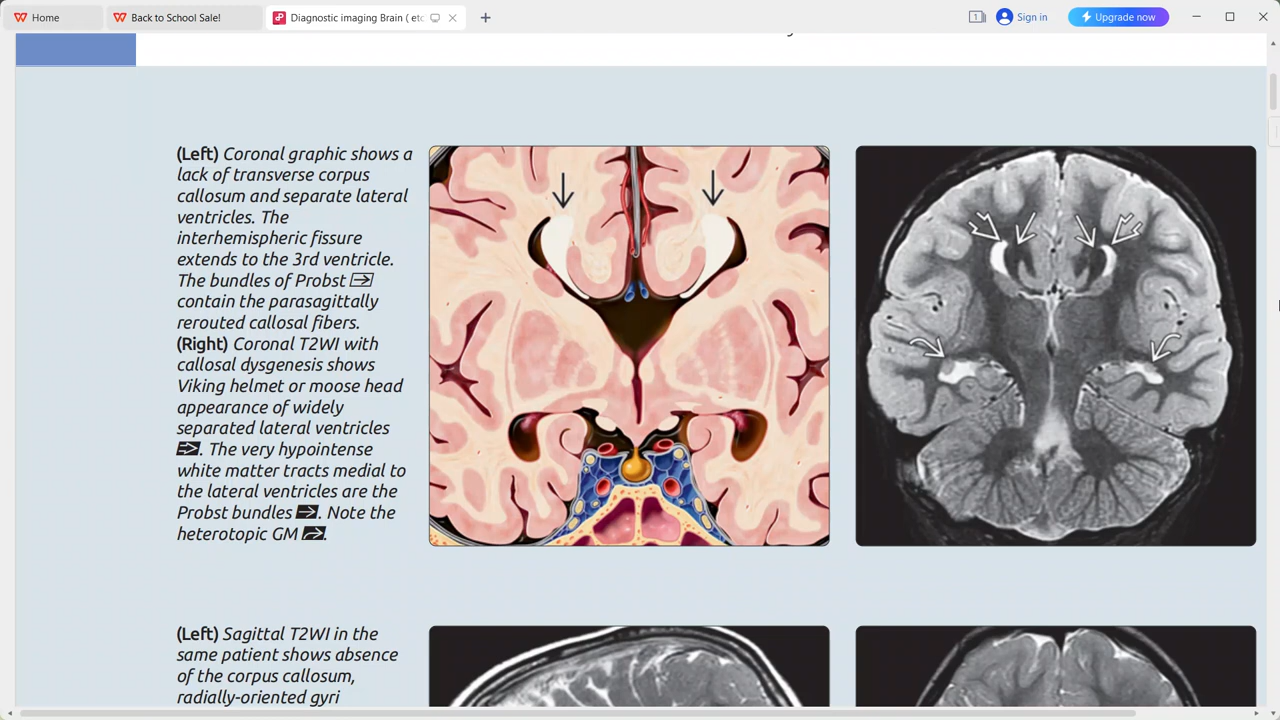 Home
Back to School Sale!
Diagnostic imaging Brain ( etc
1
Sign in
Upgrade now
(Left) Coronal graphic shows a
lack of transverse corpus
callosum and separate lateral
ventricles. The
interhemispheric fissure
extends to the 3rd ventricle.
The bundles of Probst
contain the parasagittally
rerouted callosal fibers.
(Right) Coronal T2WI with
callosal dysgenesis shows
Viking helmet or moose head
appearance of widely
separated lateral ventricles
. The very hypointense
white matter tracts medial to
the lateral ventricles are the
Probst bundles . Note the
heterotopic GM .
(Left) Sagittal T2WI in the
same patient shows absence
of the corpus callosum,
radially-oriented gyri